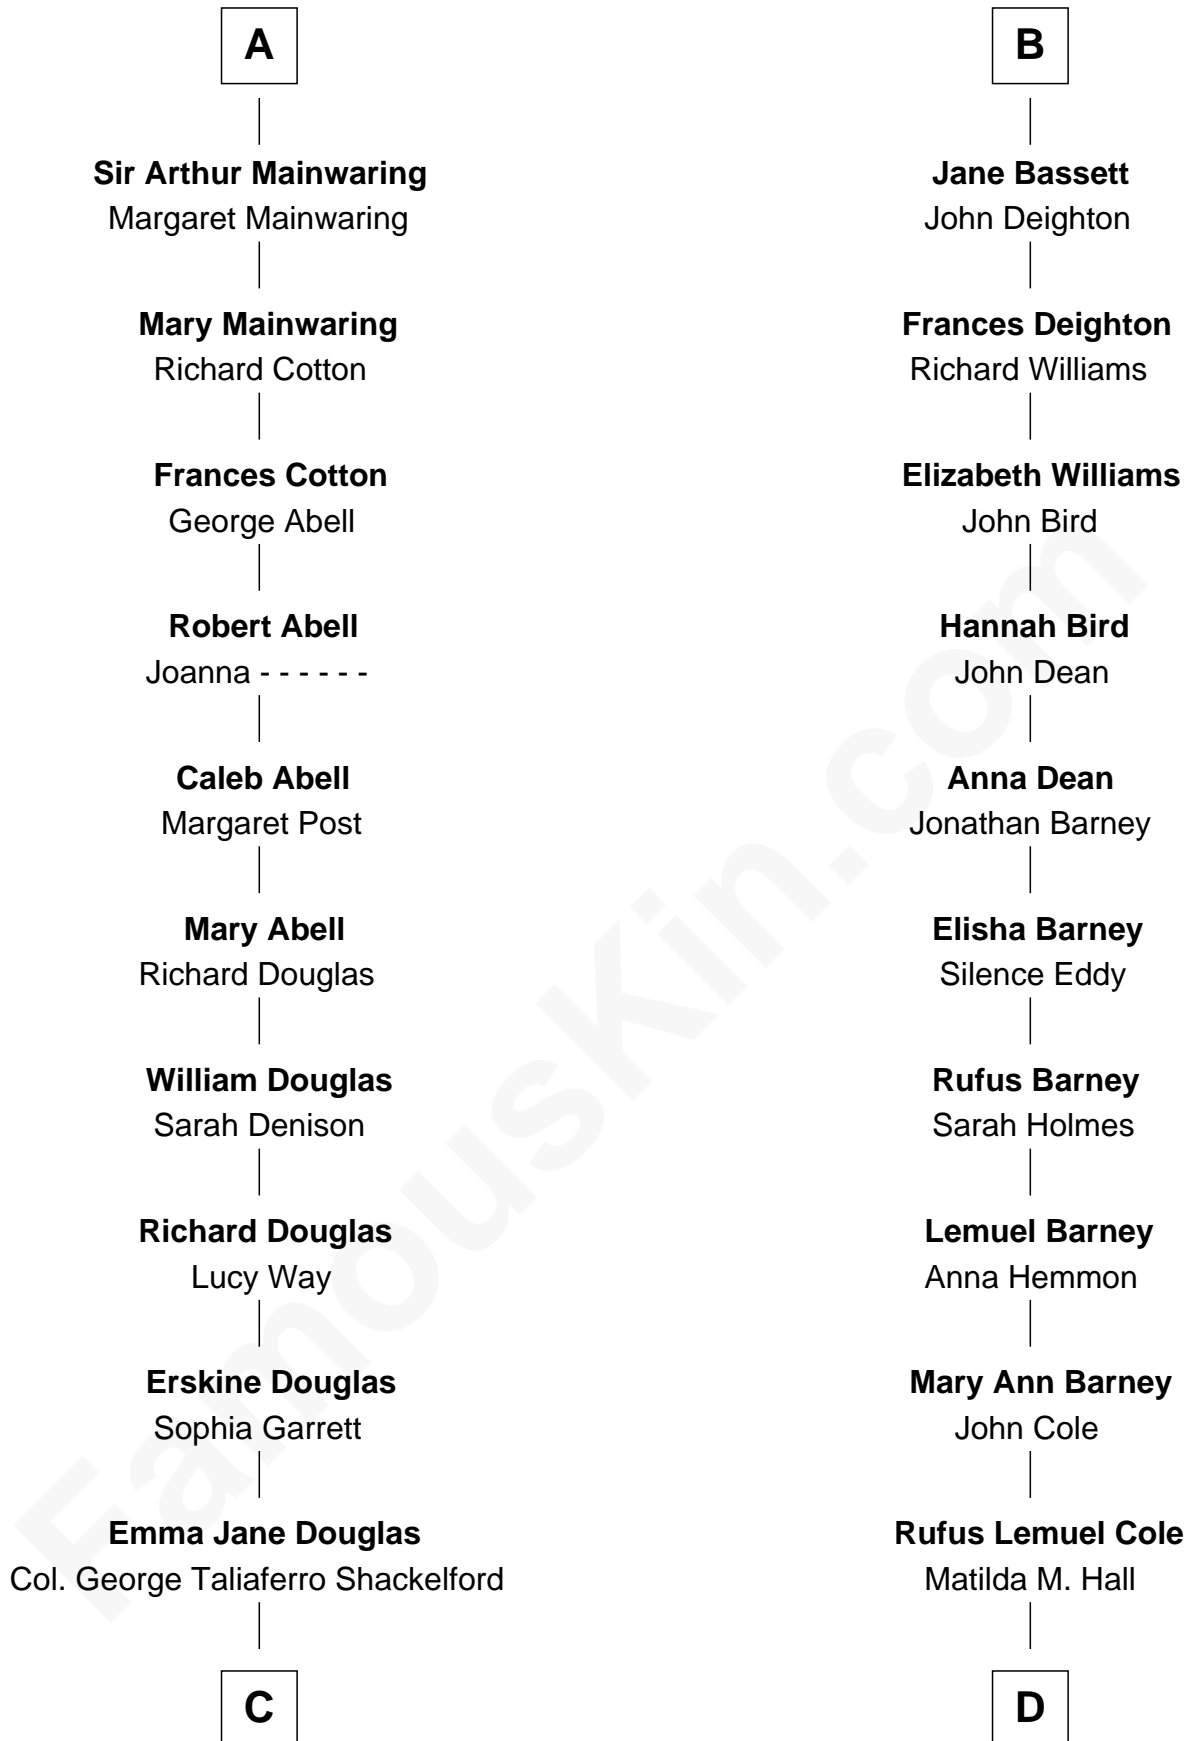 A
Sir Arthur Mainwaring
Margaret Mainwaring
Mary Mainwaring
Richard Cotton
Frances Cotton
George Abell
Robert Abell
Joanna - - - - - -
Caleb Abell
Margaret Post
Mary Abell
Richard Douglas
William Douglas
Sarah Denison
Richard Douglas
Lucy Way
Erskine Douglas
Sophia Garrett
Emma Jane Douglas
Col. George Taliaferro Shackelford
C
B
Jane Bassett
John Deighton
Frances Deighton
Richard Williams
Elizabeth Williams
John Bird
Hannah Bird
John Dean
Anna Dean
Jonathan Barney
Elisha Barney
Silence Eddy
Rufus Barney
Sarah Holmes
Lemuel Barney
Anna Hemmon
Mary Ann Barney
John Cole
Rufus Lemuel Cole
Matilda M. Hall
D
FamousKin.com